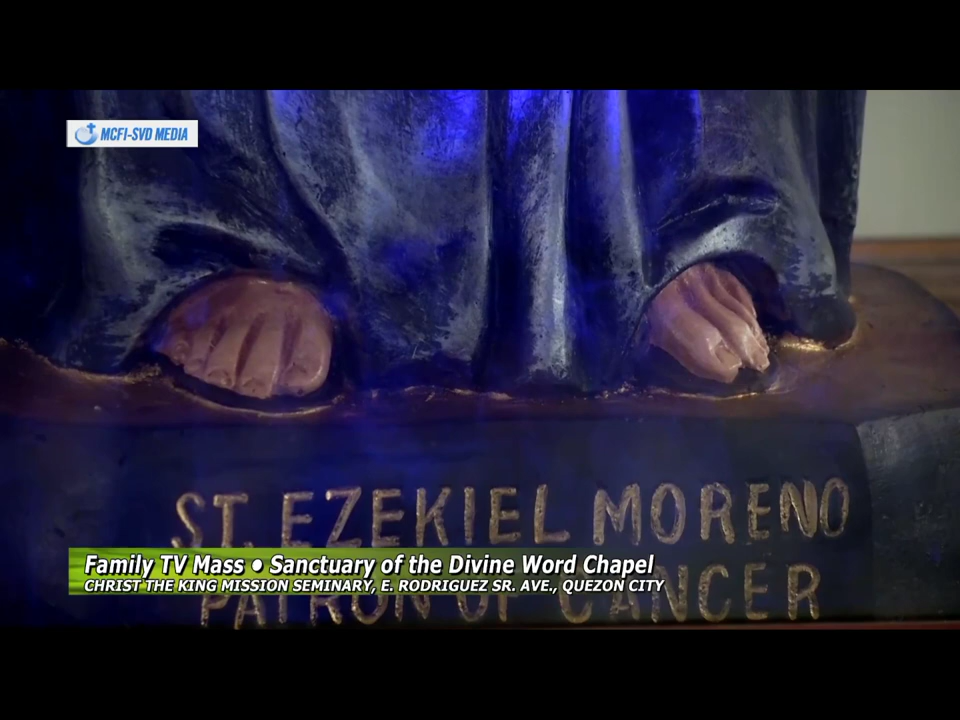 MCFI-SVD MEDIA
ST. EZEKIEL MORENO
Family TV Mass • Sanctuary of the Divine Word Chapel
CHRIST THE KING MISSION SEMINARY, E. RODRIGUEZ SR. AVE., QUEZON CITY
PATRON OF CANCER